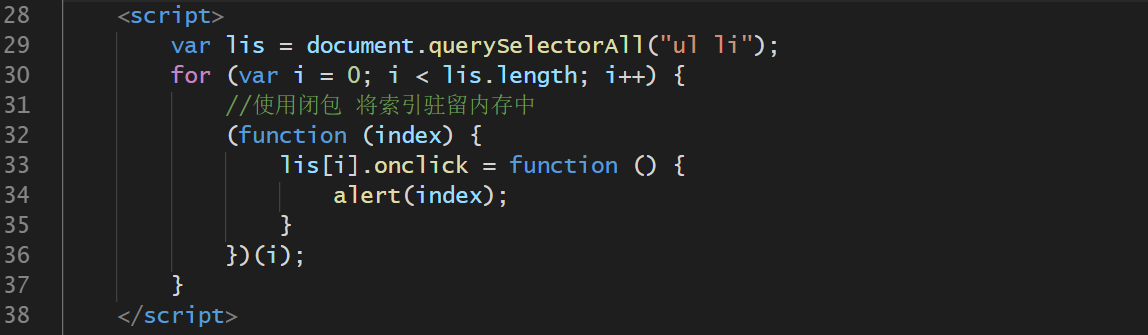 28 <script>
29 var lis = document.querySelectorAll("ul li");
30 for (var i = 0; i < lis.length; i++) {
31 //使用闭包 将索引驻留内存中
32 (function (index) {
33 lis[i].onclick = function () {
34 alert(index);
35 }
36 })(i);
37 }
38 </script>